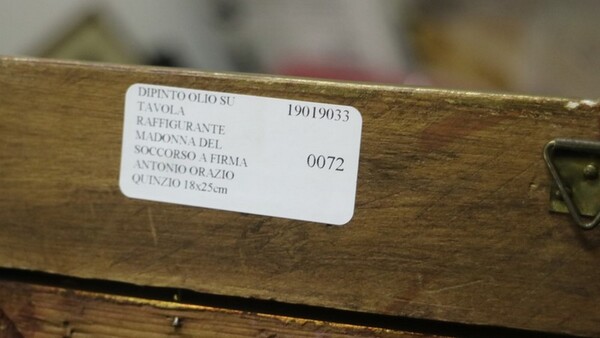 DIPINTO OLIO SU
TAVOLA
RAFFIGURANTE
MADONNA DEL
SOCCORSO A FIRMA
ANTONIO ORAZIO
QUINZIO 18x25cm
19019033
0072